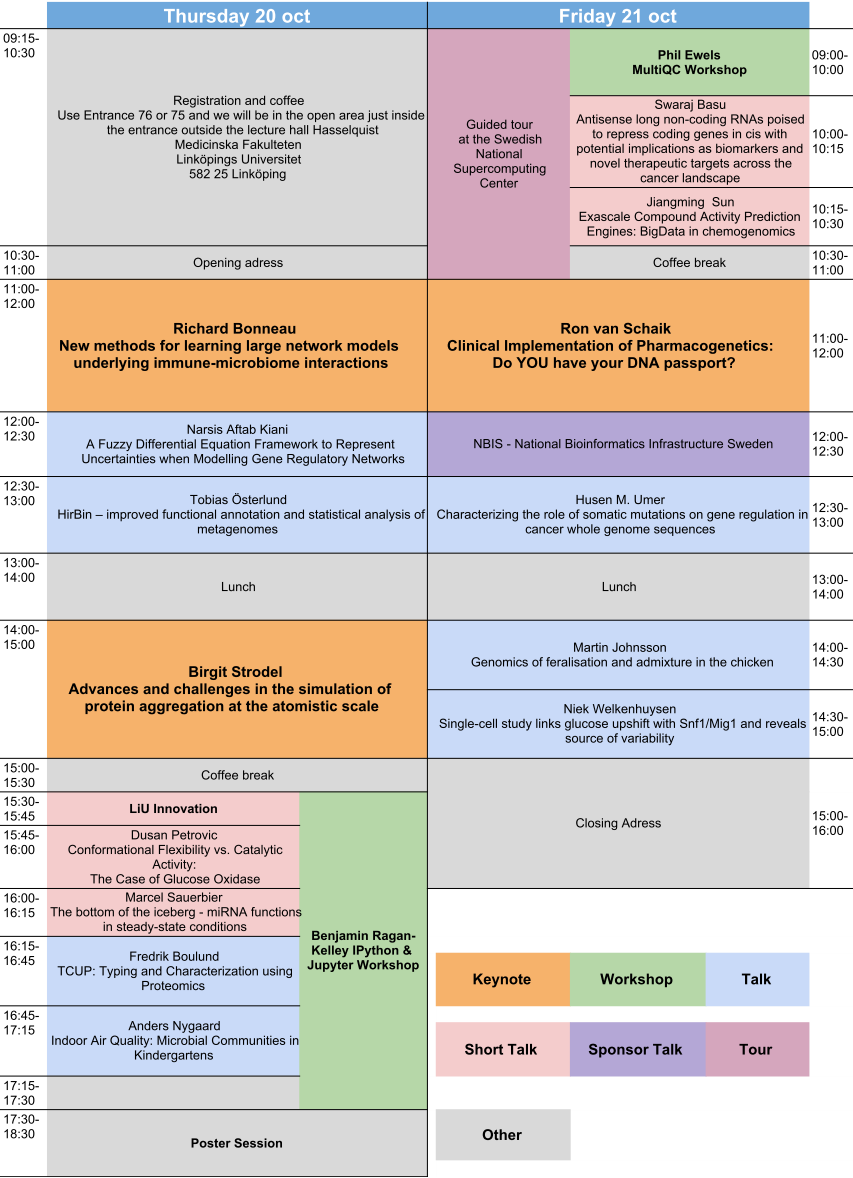 Thursday 20 oct
Friday 21 oct
09:15-
10:30
Registration and coffee
Use Entrance 76 or 75 and we will be in the open area just inside
the entrance outside the lecture hall Hasselquist
Medicinska Fakulteten
Linköpings Universitet
582 25 Linköping
Guided tour
at the Swedish
National
Supercomputing
Center
Phil Ewels
MultiQC Workshop
09:00-
10:00
Swaraj Basu
Antisense long non-coding RNAs poised
to repress coding genes in cis with
potential implications as biomarkers and
novel therapeutic targets across the
cancer landscape
10:00-
10:15
Jiangming Sun
Exascale Compound Activity Prediction
Engines: BigData in chemogenomics
10:15-
10:30
10:30-
11:00
Opening adress
Coffee break
10:30-
11:00
11:00-
12:00
Richard Bonneau
New methods for learning large network models
underlying immune-microbiome interactions
Ron van Schaik
Clinical Implementation of Pharmacogenetics:
Do YOU have your DNA passport?
11:00-
12:00
12:00-
12:30
Narsis Aftab Kiani
A Fuzzy Differential Equation Framework to Represent
Uncertainties when Modelling Gene Regulatory Networks
NBIS - National Bioinformatics Infrastructure Sweden
12:00-
12:30
12:30-
13:00
Tobias Österlund
HirBin – improved functional annotation and statistical analysis of
metagenomes
Husen M. Umer
Characterizing the role of somatic mutations on gene regulation in
cancer whole genome sequences
12:30-
13:00
13:00-
14:00
Lunch
Lunch
13:00-
14:00
14:00-
15:00
Birgit Strodel
Advances and challenges in the simulation of
protein aggregation at the atomistic scale
Martin Johnsson
Genomics of feralisation and admixture in the chicken
14:00-
14:30
Niek Welkenhuysen
Single-cell study links glucose upshift with Snf1/Mig1 and reveals
source of variability
14:30-
15:00
15:00-
15:30
Coffee break
Closing Adress
15:00-
16:00
15:30-
15:45
LiU Innovation
15:45-
16:00
Dusan Petrovic
Conformational Flexibility vs. Catalytic
Activity:
The Case of Glucose Oxidase
16:00-
16:15
Marcel Sauerbier
The bottom of the iceberg - miRNA functions
in steady-state conditions
Benjamin Ragan-
Kelley IPython &
Jupyter Workshop
16:15-
16:45
Fredrik Boulund
TCUP: Typing and Characterization using
Proteomics
16:45-
17:15
Anders Nygaard
Indoor Air Quality: Microbial Communities in
Kindergartens
17:15-
17:30
17:30-
18:30
Poster Session
Keynote
Workshop
Talk
Short Talk
Sponsor Talk
Tour
Other